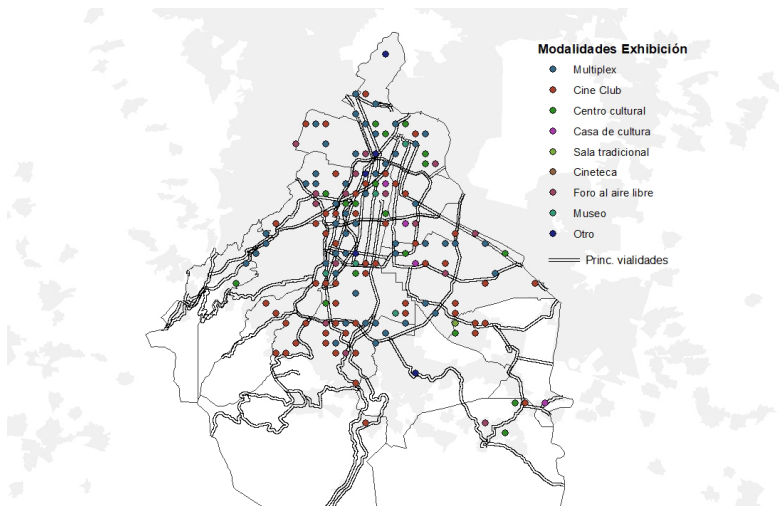 Modalidades Exhibición
Multiplex
Cine Club
Centro cultural
Casa de cultura
Sala tradicional
Cineteca
Foro al aire libre
Museo
Otro
Princ. vialidades